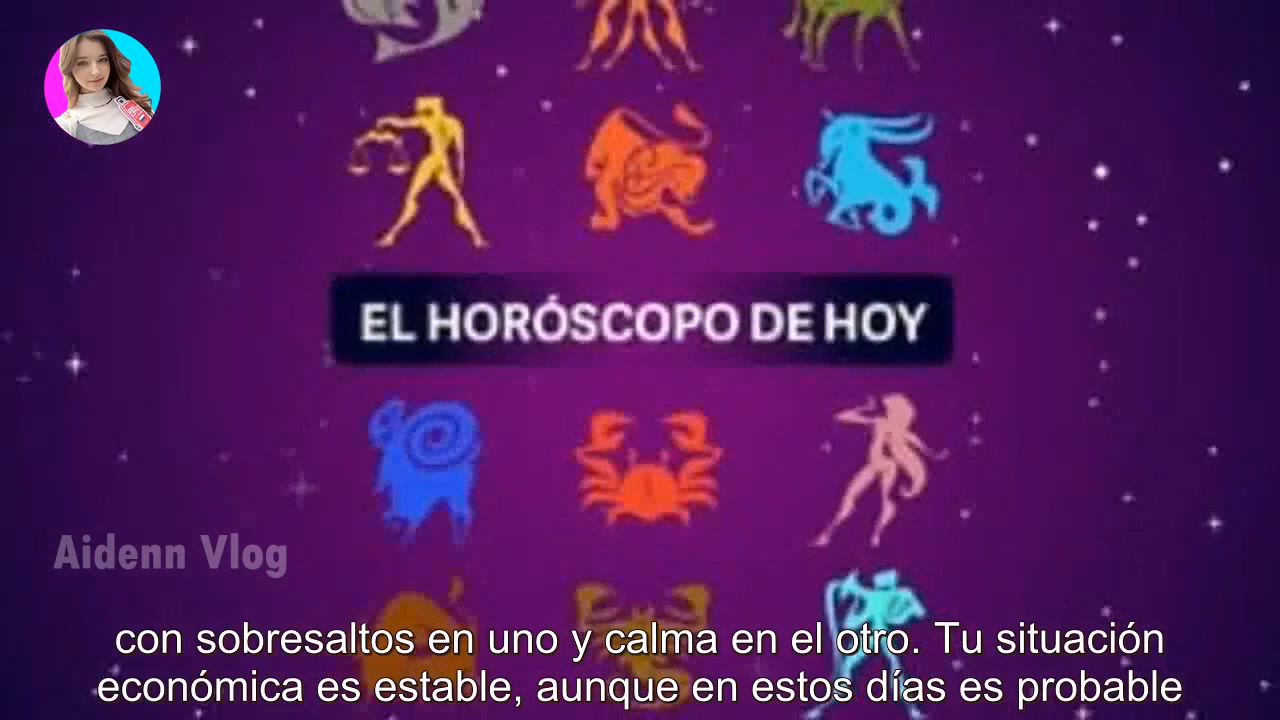 EL HORÓSCOPO DE HOY
Aidenn Vlog
con sobresaltos en uno y calma en el otro. Tu situación
económica es estable, aunque en estos días es probable